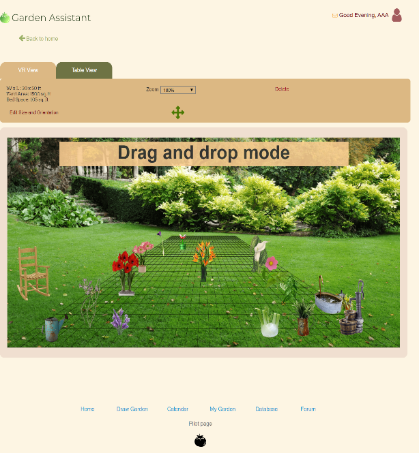 Garden Assistant
Good Evening, AAA
Back to home
VR View
Table View
Zoom: 100%
Delete
Drag and drop mode
Home
Draw Garden
Calendar
My Garden
Database
Forum
Print page